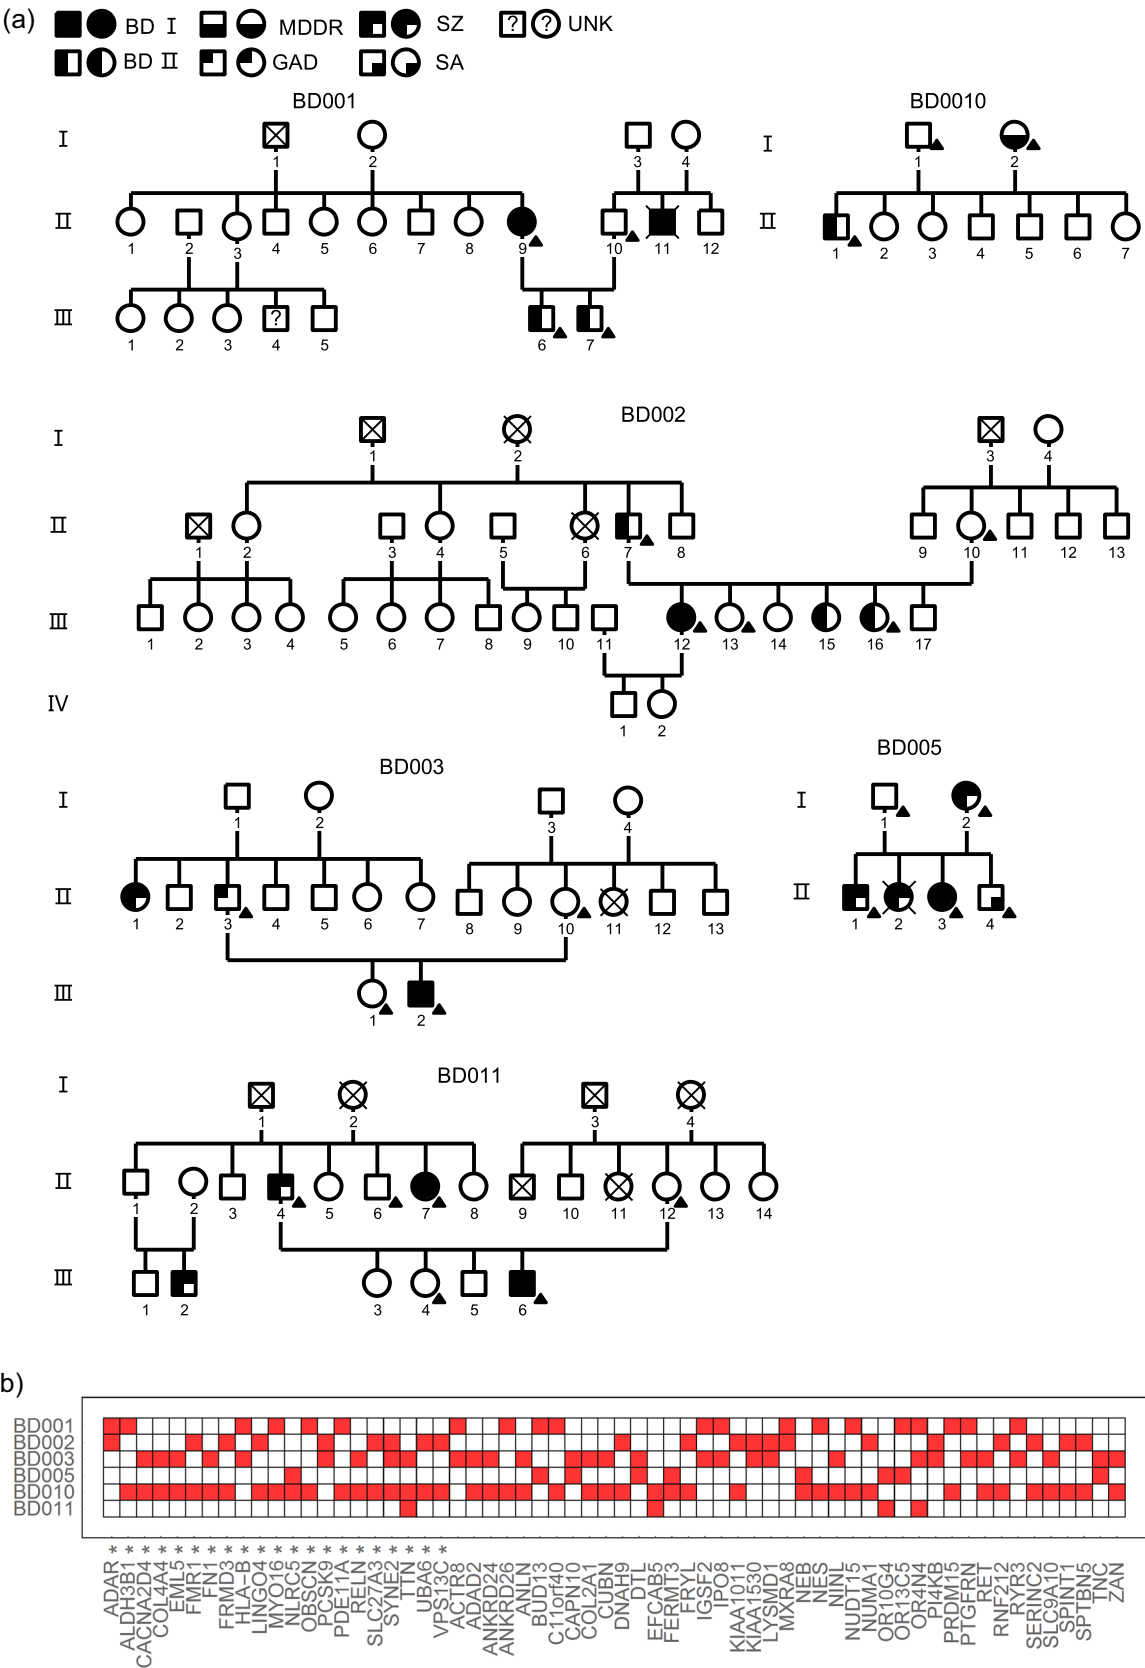 (a)
BD I MDDR SZ ? ? UNK
BD II GAD SA
BD001 BD0010
I 1 2 3 4 I 1 2
II 1 2 3 4 5 6 7 8 9 10 11 12 II 1 2 3 4 5 6 7
III 1 2 3 ? 4 5 6 7
BD002
I 1 2 3 4
II 1 2 3 4 5 6 7 8 9 10 11 12 13
III 1 2 3 4 5 6 7 8 9 10 11 12 13 14 15 16 17
IV 1 2
BD003 BD005
I 1 2 3 4 I 1 2
II 1 2 3 4 5 6 7 8 9 10 11 12 13 II 1 2 3 4
III 1 2
BD011
I 1 2 3 4
II 1 2 3 4 5 6 7 8 9 10 11 12 13 14
III 1 2 3 4 5 6
b)
BD001
BD002
BD003
BD005
BD010
BD011
ADAR *
ALDH3B1 *
CACNA2D4 *
COL4A4 *
EML5 *
FMR1 *
FN1 *
FRMD3 *
HLA-B *
LINGO4 *
MYO16 *
NLRC5 *
OBSCN *
PCSK9 *
PDE11A *
RELN *
SLC27A3 *
SYNE2 *
TTN *
UBA6 *
VPS13C *
ACTR8
ADAD2
ANKRD24
ANKRD26
ANLN
BUD13
C11orf40
CAPN10
COL2A1
CUBN
DNAH9
DTL
EFCAB5
FERMT3
FRYL
IGSF2
IPO8
KIAA1011
KIAA1530
LYSMD1
MXRA8
NEB
NES
NINL
NUDT15
NUMA1
OR10G4
OR13C5
OR4N4
PI4KB
PRDM15
PTGFRN
RET
RNF212
RYR3
SERINC2
SLC9A10
SPINT1
SPTBN5
TNC
ZAN